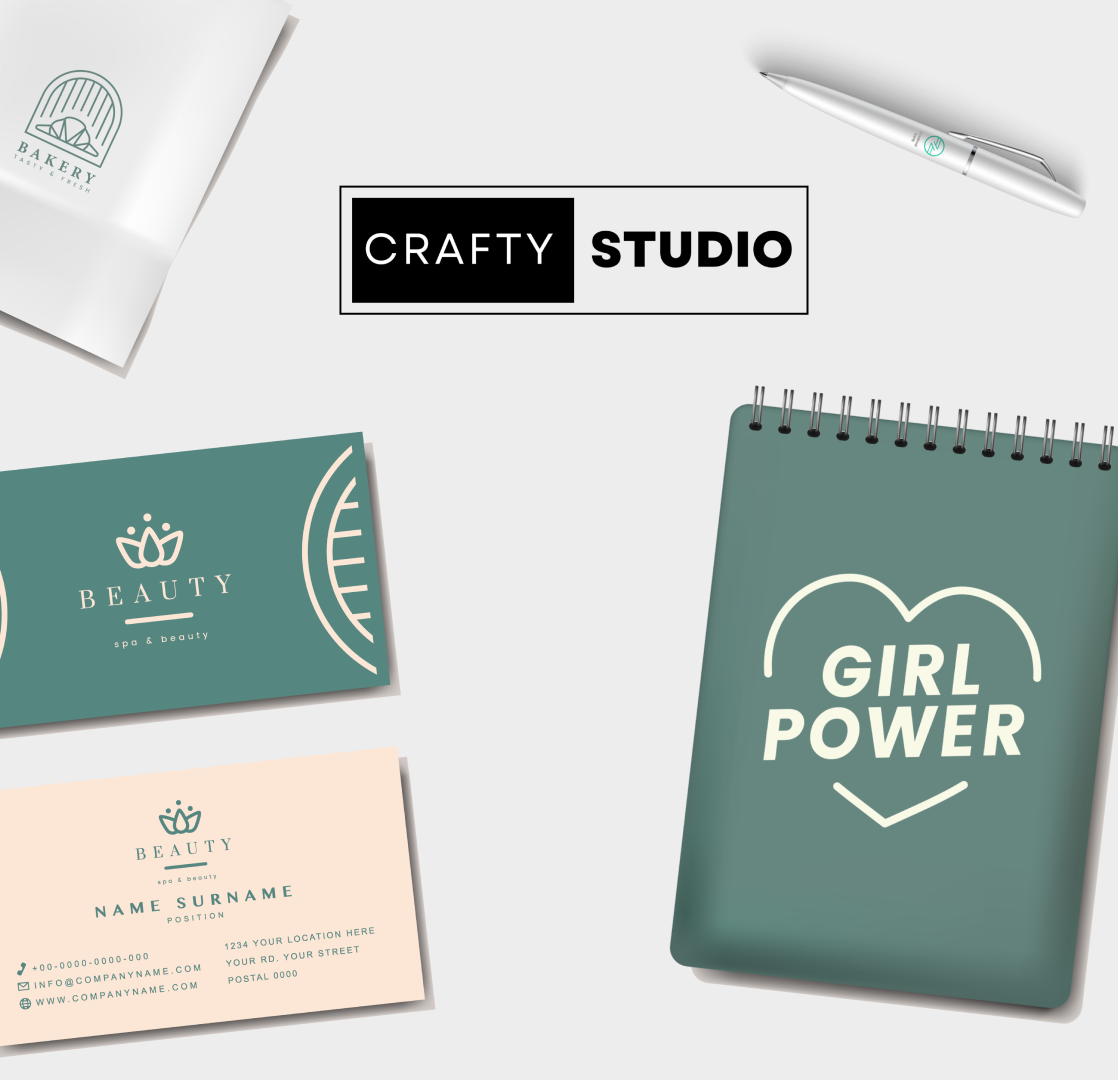 BAKERY
TASTY & FRESH
CRAFTY STUDIO
BEAUTY
spa & beauty
GIRL
POWER
BEAUTY
spa & beauty
NAME SURNAME
POSITION
+00-0000-0000-000
INFO@COMPANYNAME.COM
WWW.COMPANYNAME.COM
1234 YOUR LOCATION HERE
YOUR RD. YOUR STREET
POSTAL 0000